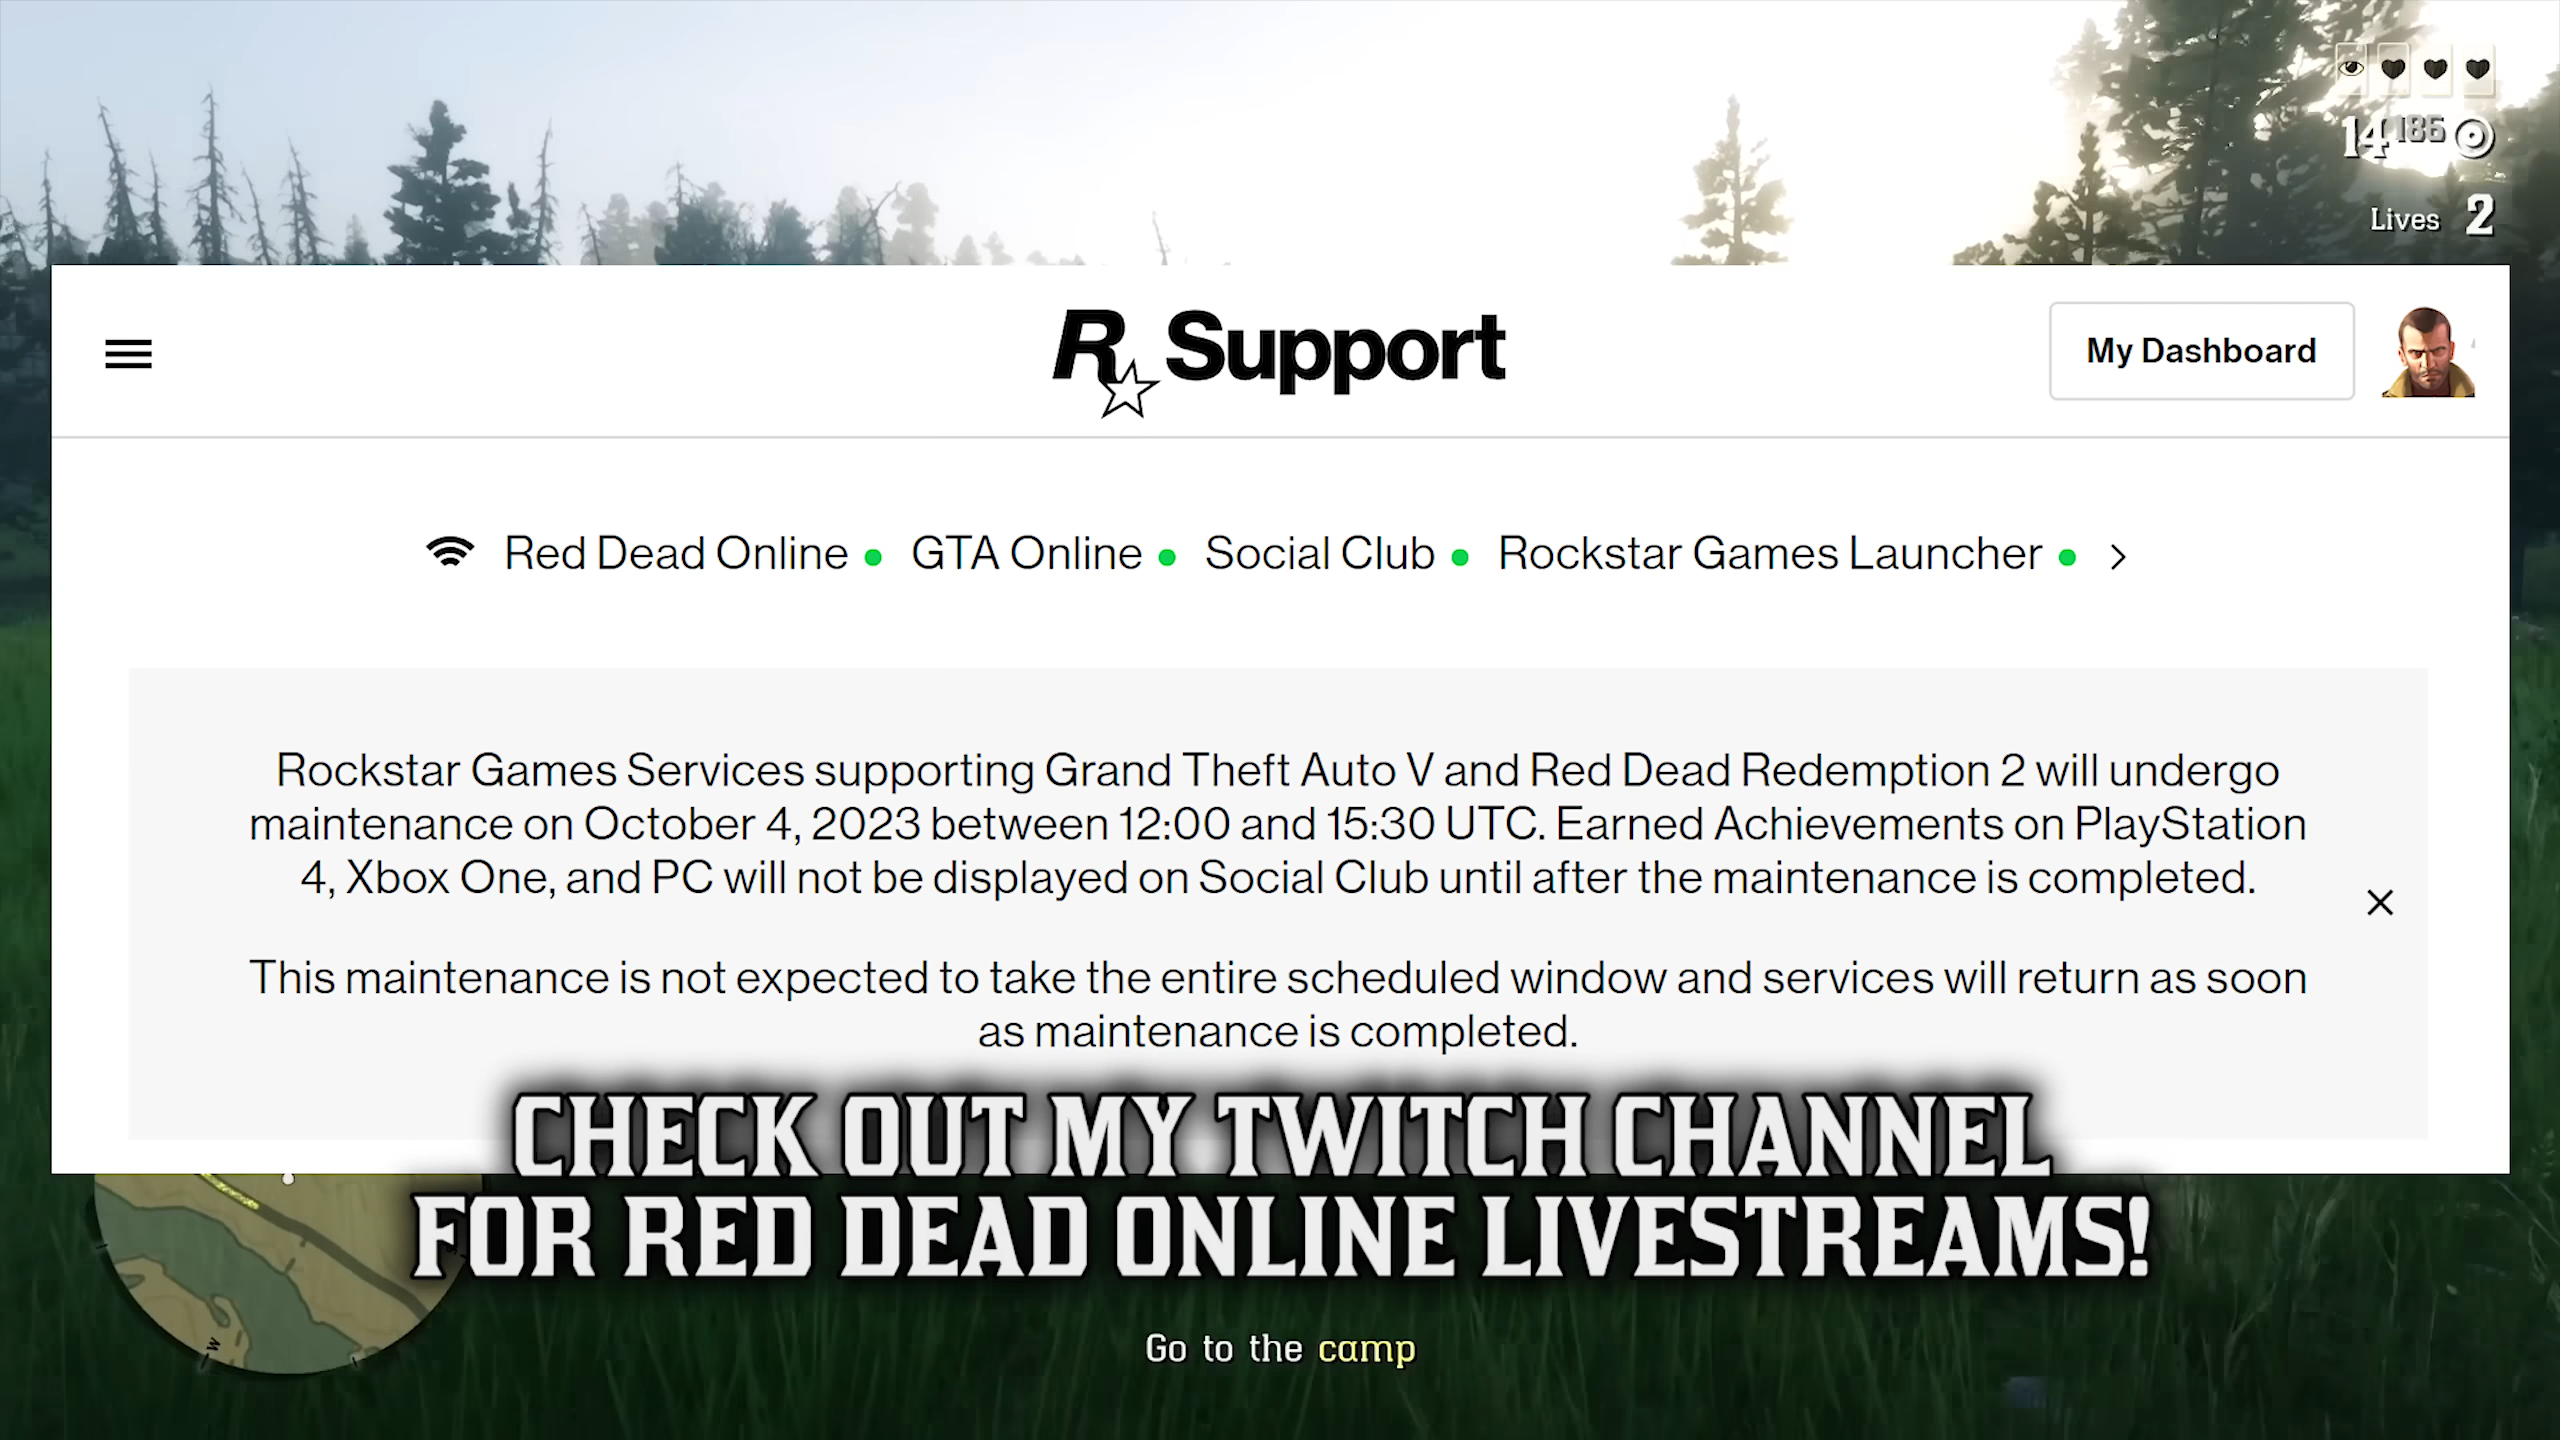 14 186
Lives 2
R Support
My Dashboard
Red Dead Online GTA Online Social Club Rockstar Games Launcher
Rockstar Games Services supporting Grand Theft Auto V and Red Dead Redemption 2 will undergo
maintenance on October 4, 2023 between 12:00 and 15:30 UTC. Earned Achievements on PlayStation
4, Xbox One, and PC will not be displayed on Social Club until after the maintenance is completed.
This maintenance is not expected to take the entire scheduled window and services will return as soon
as maintenance is completed.
CHECK OUT MY TWITCH CHANNEL
FOR RED DEAD ONLINE LIVESTREAMS!
W
Go to the camp